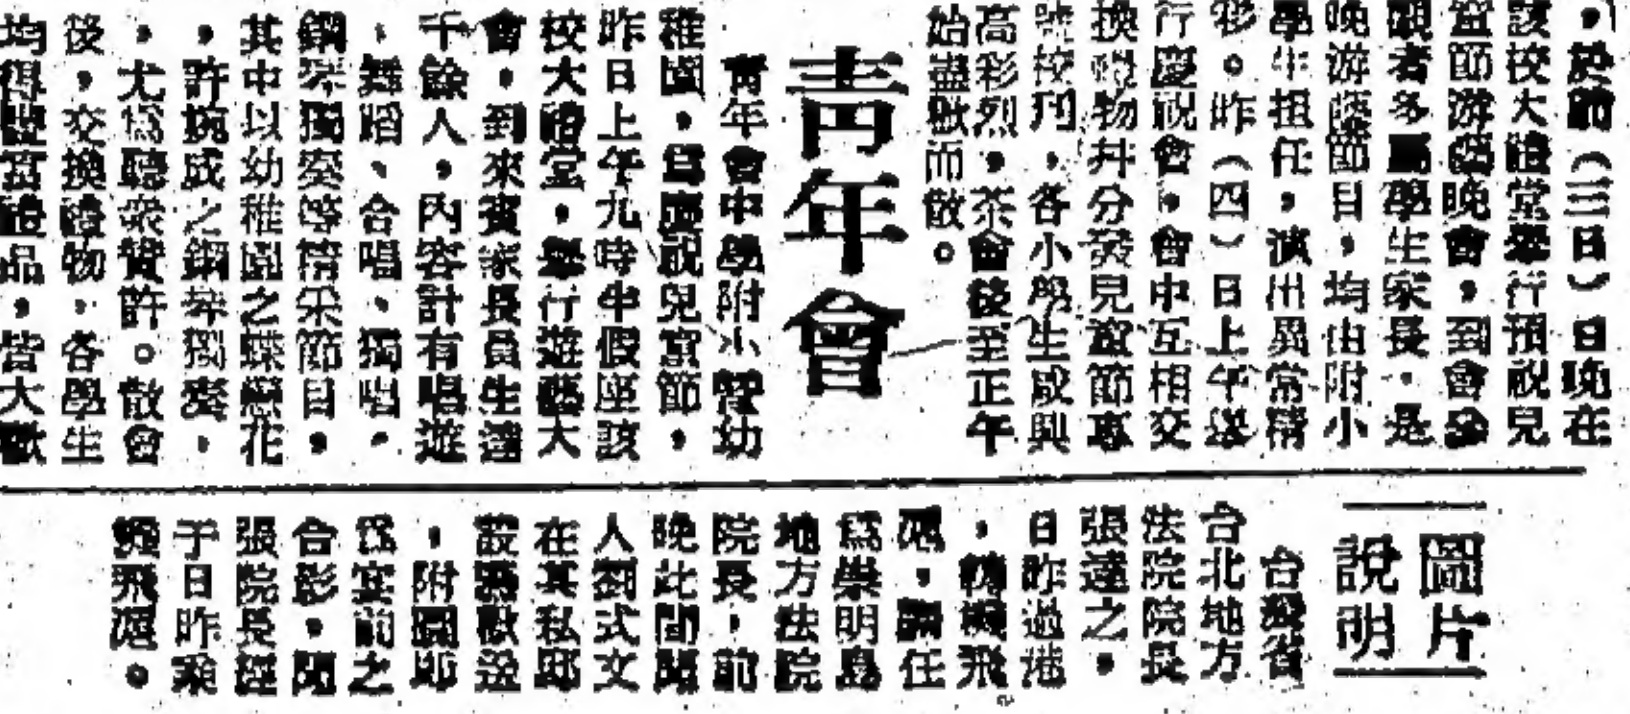 ，於前（三日）日晚在
該校大禮堂舉行預祝兒
童節游藝晚會，到會參
觀者多屬學生家長，是
晚游藝節目，均由附小
學生担任，演出異常精
彩。昨（四）日上午舉
行慶祝會，會中互相交
換禮物幷分發兒童節專
號校刊，各小學生咸興
高彩烈，茶會後至正午
始盡歡而散。
青年會
青年會中學附小暨幼
稚園，為慶祝兒童節，
昨日上午九時半假座該
校大禮堂，舉行遊藝大
會，到來賓家長員生達
千餘人，內容計有唱遊
、舞蹈、合唱、獨唱、
鋼琴獨奏等精采節目，
其中以幼稚園之蝶戀花
，許婉成之鋼琴獨奏，
，尤為聽衆贊許。散會
後，交換禮物，各學生
均得豐富禮品，皆大歡
圖片
說明
台灣省
台北地方
法院院長
張遠之，
日昨過港
，轉機飛
滬，調任
為崇明島
地方法院
院長，前
晚此間聞
人劉式文
在其私邸
設宴歡送
，附圖即
為宴前之
合影，聞
張院長經
于日昨乘
機飛滬。